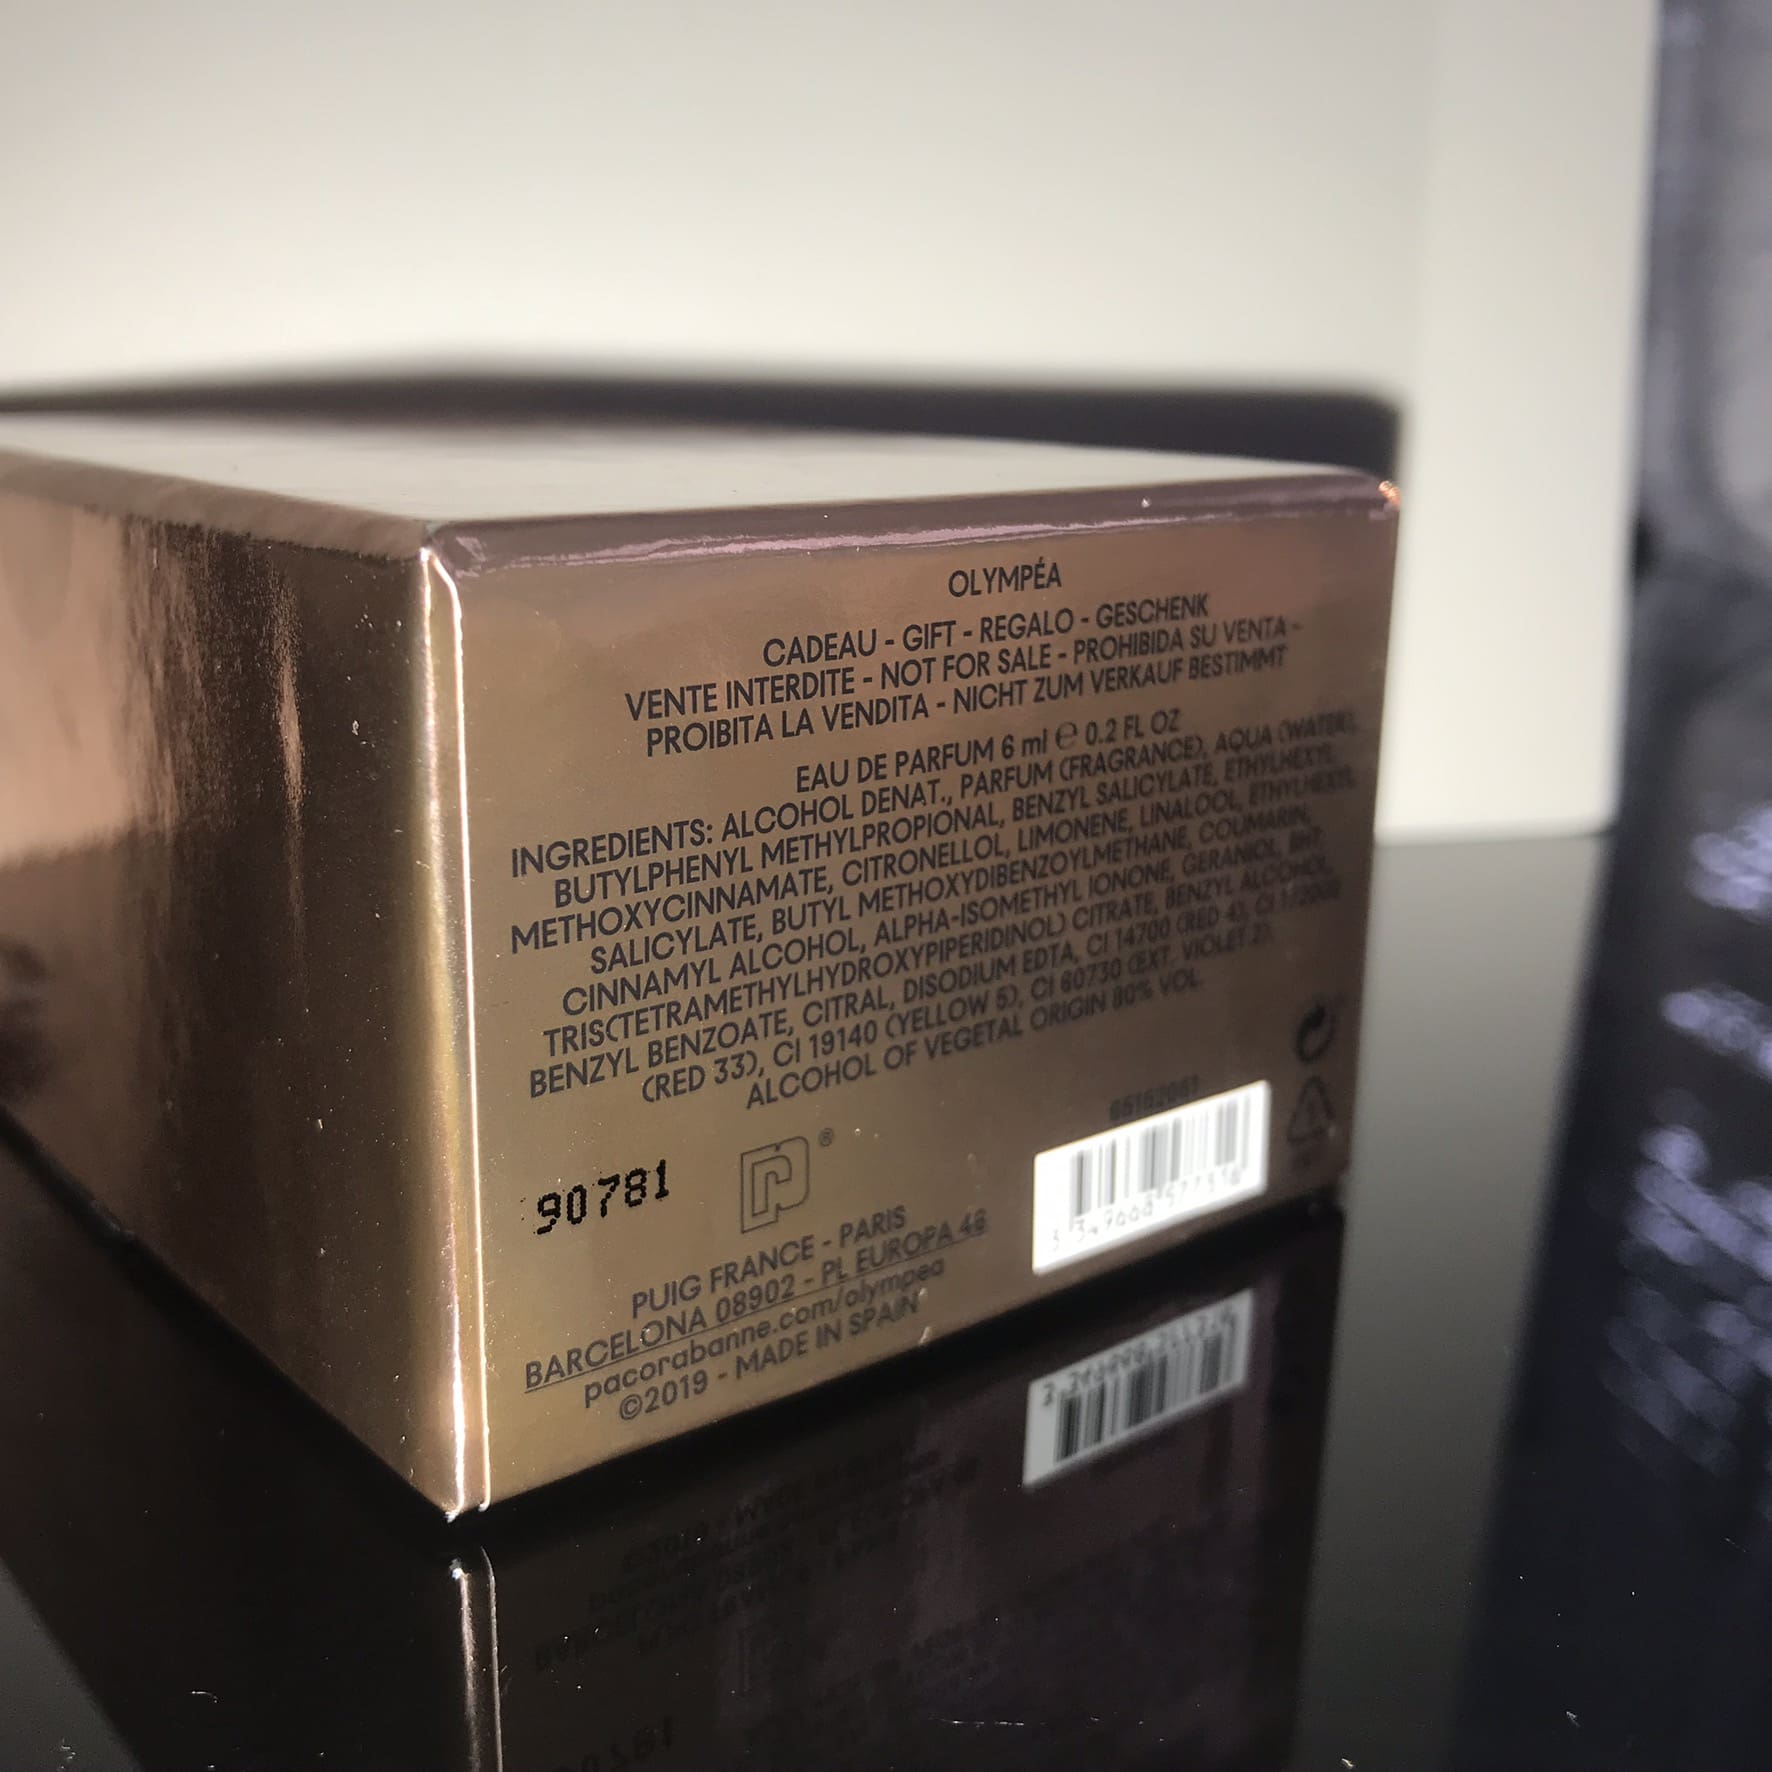 OLYMPÉA
CADEAU - GIFT - REGALO - GESCHENK
VENTE INTERDITE - NOT FOR SALE - PROHIBIDA SU VENTA -
PROIBITA LA VENDITA - NICHT ZUM VERKAUF BESTIMMT
EAU DE PARFUM 6 ml ℮ 0.2 FL OZ
INGREDIENTS: ALCOHOL DENAT., PARFUM (FRAGRANCE), AQUA (WATER),
BUTYLPHENYL METHYLPROPIONAL, BENZYL SALICYLATE, ETHYLHEXYL
METHOXYCINNAMATE, CITRONELLOL, LIMONENE, LINALOOL, ETHYLHEXYL
SALICYLATE, BUTYL METHOXYDIBENZOYLMETHANE, COUMARIN,
CINNAMYL ALCOHOL, ALPHA-ISOMETHYL IONONE, GERANIOL, BHT,
TRIS(TETRAMETHYLHYDROXYPIPERIDINOL) CITRATE, BENZYL ALCOHOL,
BENZYL BENZOATE, CITRAL, DISODIUM EDTA, CI 14700 (RED 4), CI 17200
(RED 33), CI 19140 (YELLOW 5), CI 60730 (EXT. VIOLET 2).
ALCOHOL OF VEGETAL ORIGIN 80% VOL.
90781
®
PUIG FRANCE - PARIS
BARCELONA 08902 - PL EUROPA 46
pacorabanne.com/olympea
©2019 - MADE IN SPAIN